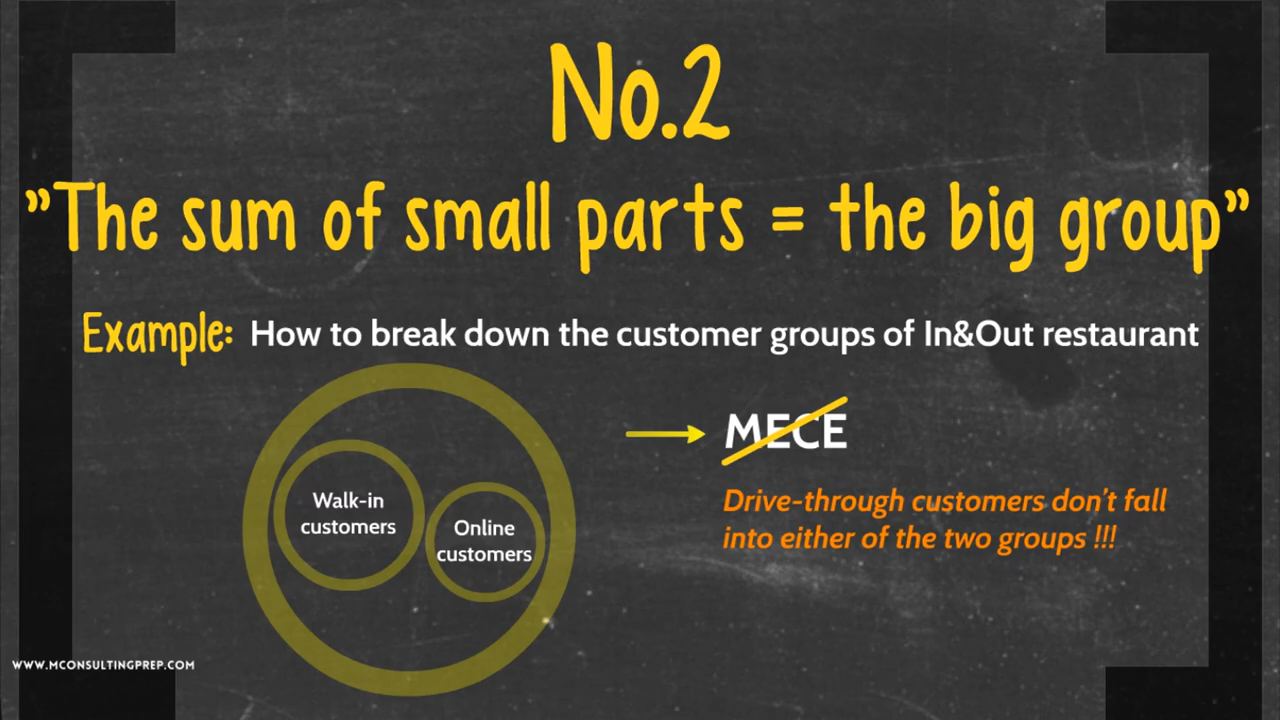 No.2
”The sum of small parts = the big group”
Example: How to break down the customer groups of In&Out restaurant
Walk-in
customers
Online
customers
MECE
Drive-through customers don't fall
into either of the two groups !!!
WWW.MCONSULTINGPREP.COM